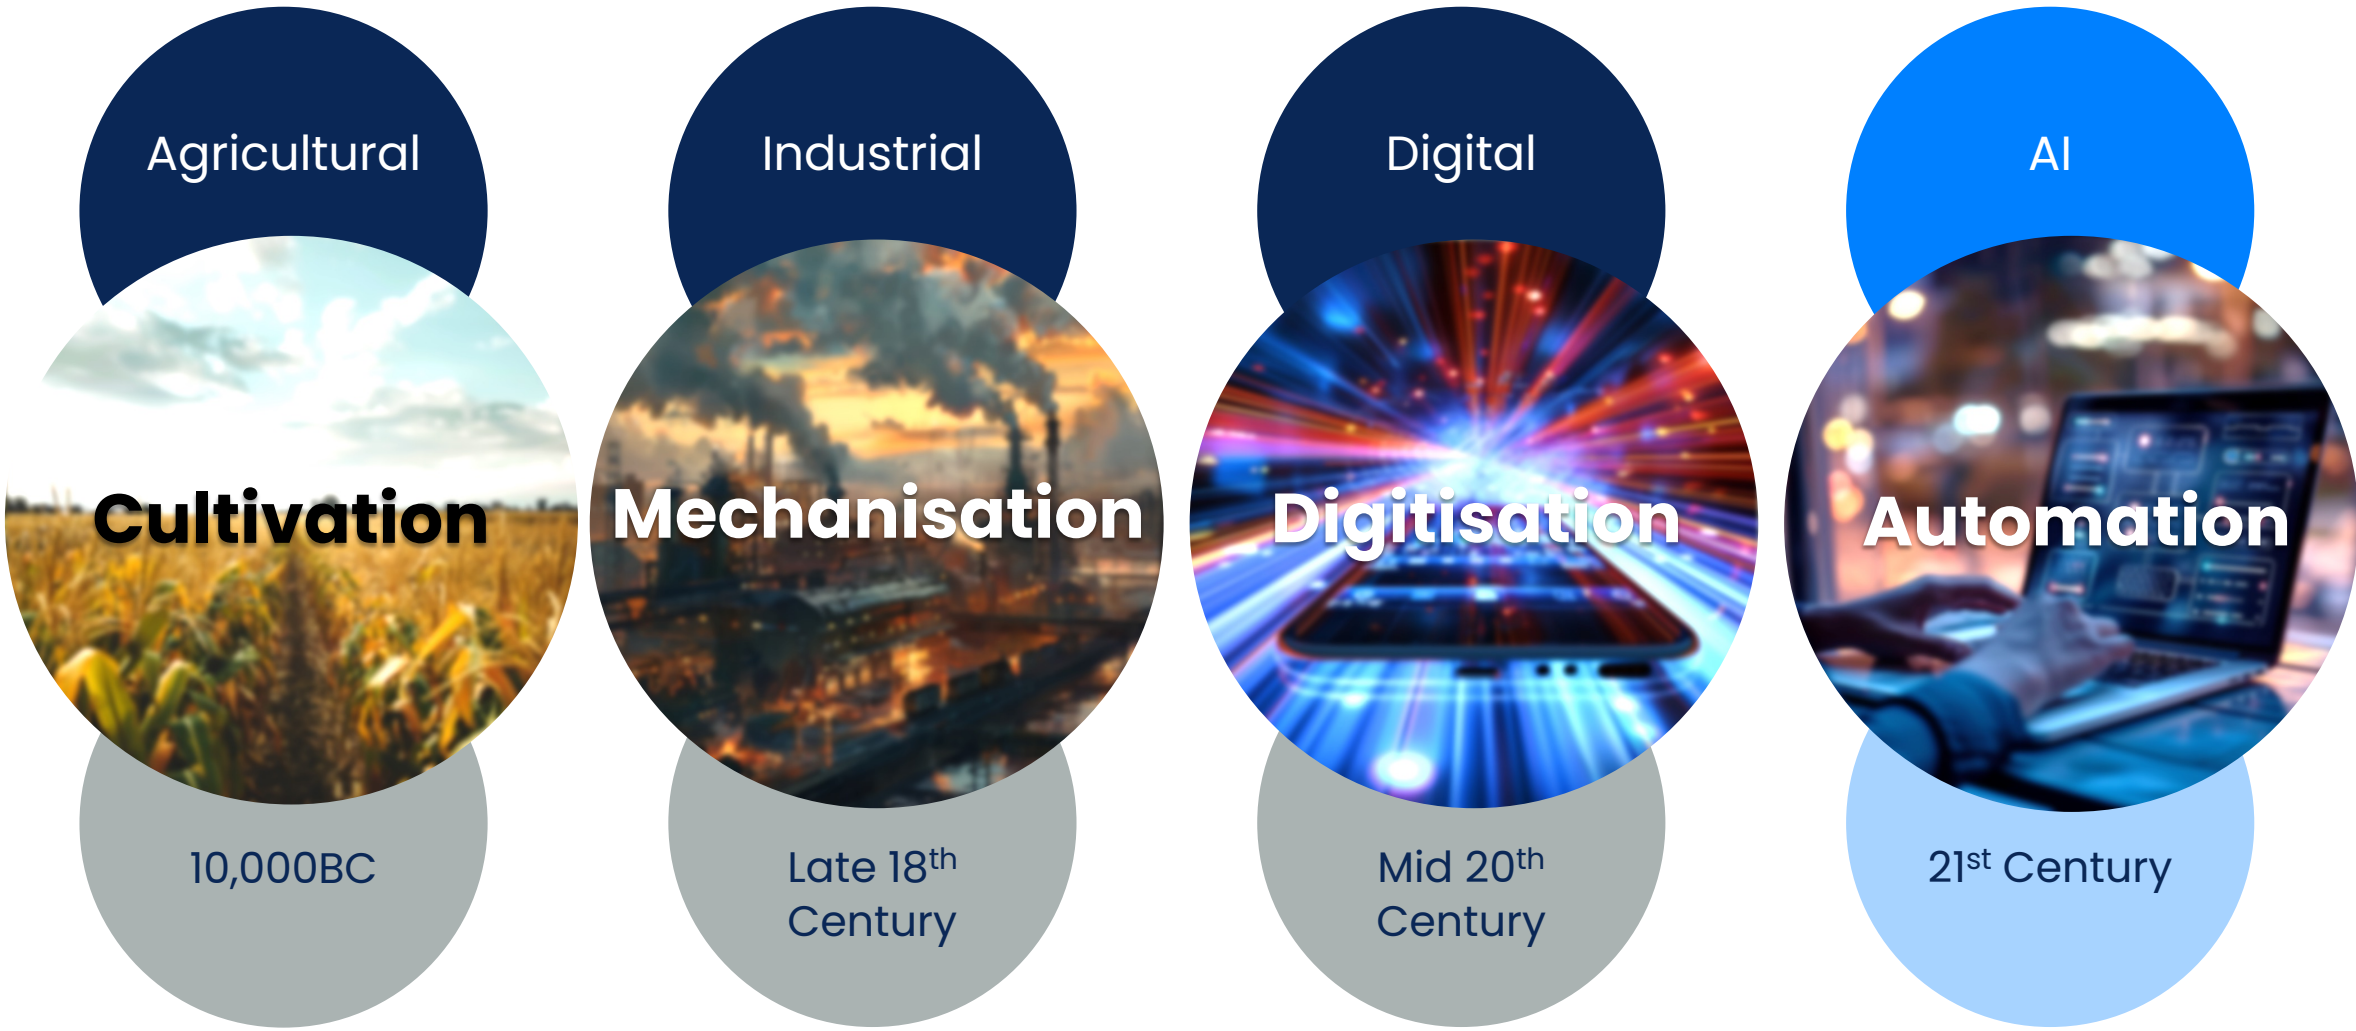 Agricultural
Industrial
Digital
AI
Cultivation
Mechanisation
Digitisation
Automation
10,000BC
Late 18th
Century
Mid 20th
Century
21st Century